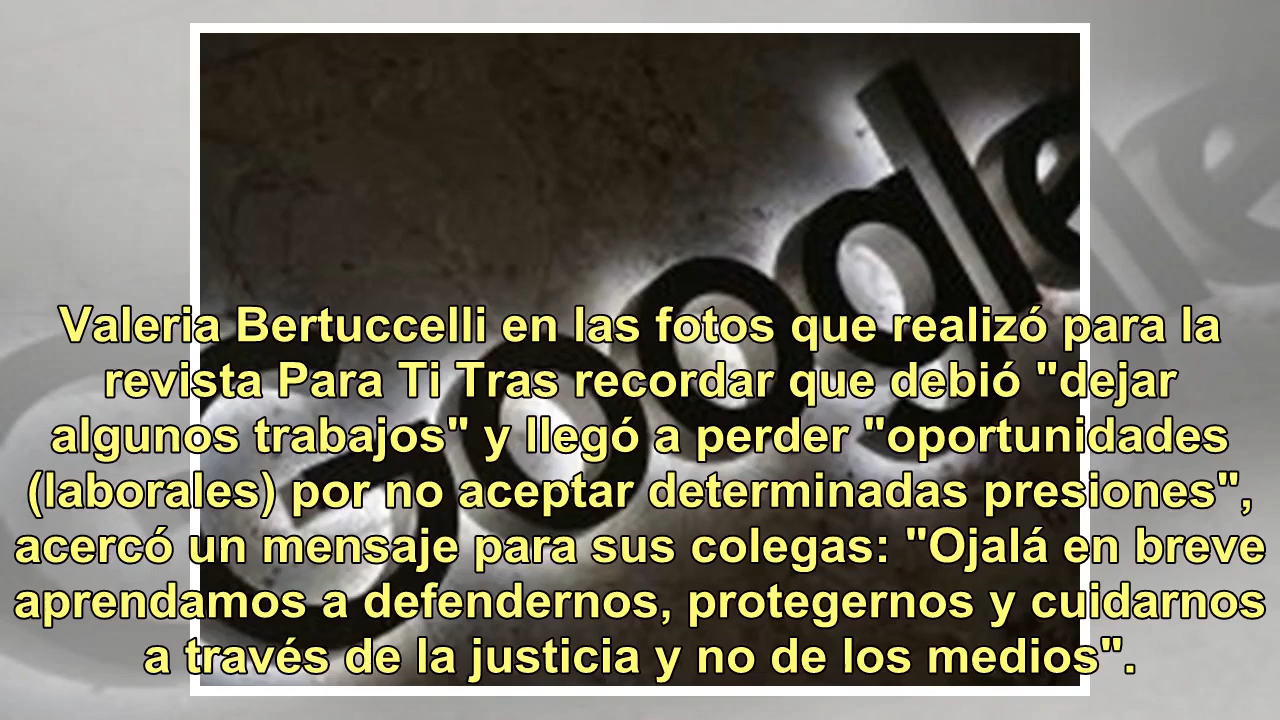 Google
Valeria Bertuccelli en las fotos que realizó para la
revista Para Ti Tras recordar que debió "dejar
algunos trabajos" y llegó a perder "oportunidades
(laborales) por no aceptar determinadas presiones",
acercó un mensaje para sus colegas: "Ojalá en breve
aprendamos a defendernos, protegernos y cuidarnos
a través de la justicia y no de los medios".